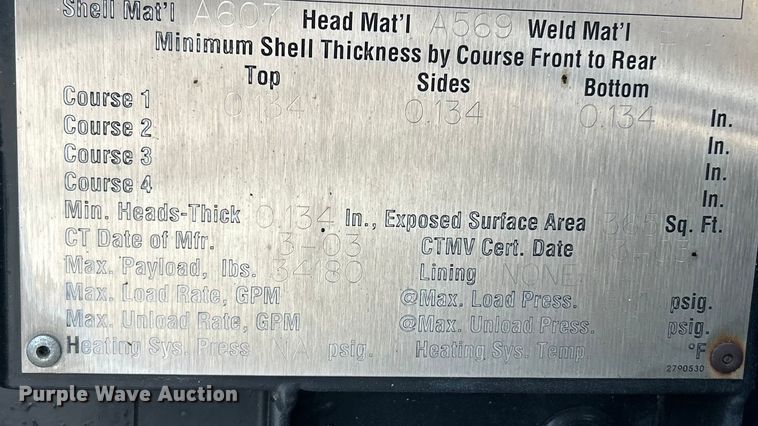 Shell Mat'l A607 Head Mat'l A569 Weld Mat'l
Minimum Shell Thickness by Course Front to Rear
Top Sides Bottom
Course 1 0.134 0.134 0.134 In.
Course 2 In.
Course 3 In.
Course 4 In.
Min. Heads-Thick 0.134 In., Exposed Surface Area Sq. Ft.
CT Date of Mfr. 3-03 CTMV Cert. Date
Max. Payload, lbs. Lining NONE
Max. Load Rate, GPM @Max. Load Press. psig.
Max. Unload Rate, GPM @Max. Unload Press. psig.
Heating Sys. Press NA psig. Heating Sys. Temp °F
2790530
Purple Wave Auction